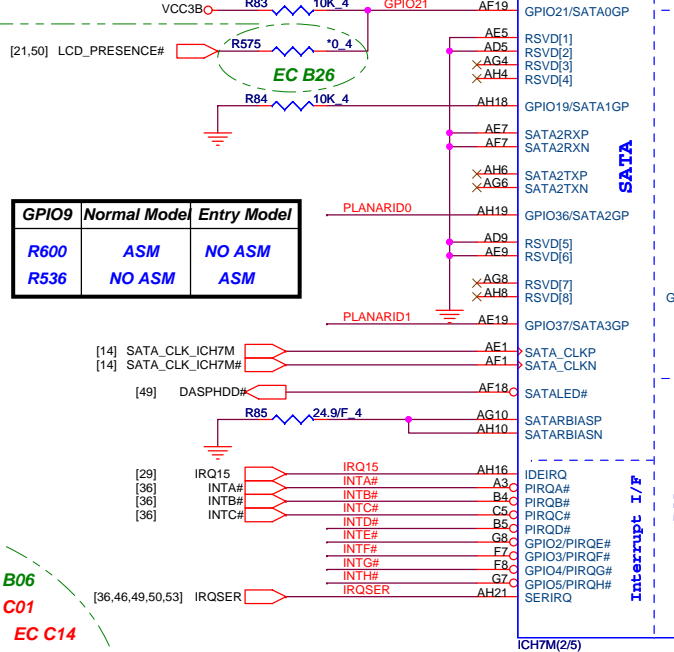 VCC3B R83 10K_4 GPIO21 AF19 GPIO21/SATA0GP
[21,50] LCD_PRESENCE# R575 *0_4
EC B26
AE5 RSVD[1]
AD5 RSVD[2]
AG4 RSVD[3]
AH4 RSVD[4]
R84 10K_4 AH18 GPIO19/SATA1GP
AE7 SATA2RXP
AF7 SATA2RXN
SATA
AH6 SATA2TXP
AG6 SATA2TXN
GPIO9 Normal Model Entry Model
R600 ASM NO ASM
R536 NO ASM ASM
PLANARID0 AH19 GPIO36/SATA2GP
AD9 RSVD[5]
AE9 RSVD[6]
AG8 RSVD[7]
AH8 RSVD[8]
G
PLANARID1 AE19 GPIO37/SATA3GP
[14] SATA_CLK_ICH7M AE1 SATA_CLKP
[14] SATA_CLK_ICH7M# AF1 SATA_CLKN
[49] DASPHDD# AF18 SATALED#
R85 24.9/F_4 AG10 SATARBIASP
AH10 SATARBIASN
[29] IRQ15 IRQ15 AH16 IDEIRQ
[36] INTA# INTA# A3 PIRQA#
[36] INTB# INTB# B4 PIRQB#
[36] INTC# INTC# C5 PIRQC#
INTD# B5 PIRQD#
INTE# G8 GPIO2/PIRQE#
INTF# F7 GPIO3/PIRQF#
INTG# F8 GPIO4/PIRQG#
INTH# G7 GPIO5/PIRQH#
[36,46,49,50,53] IRQSER IRQSER AH21 SERIRQ
Interrupt I/F
B06
C01
EC C14
ICH7M(2/5)